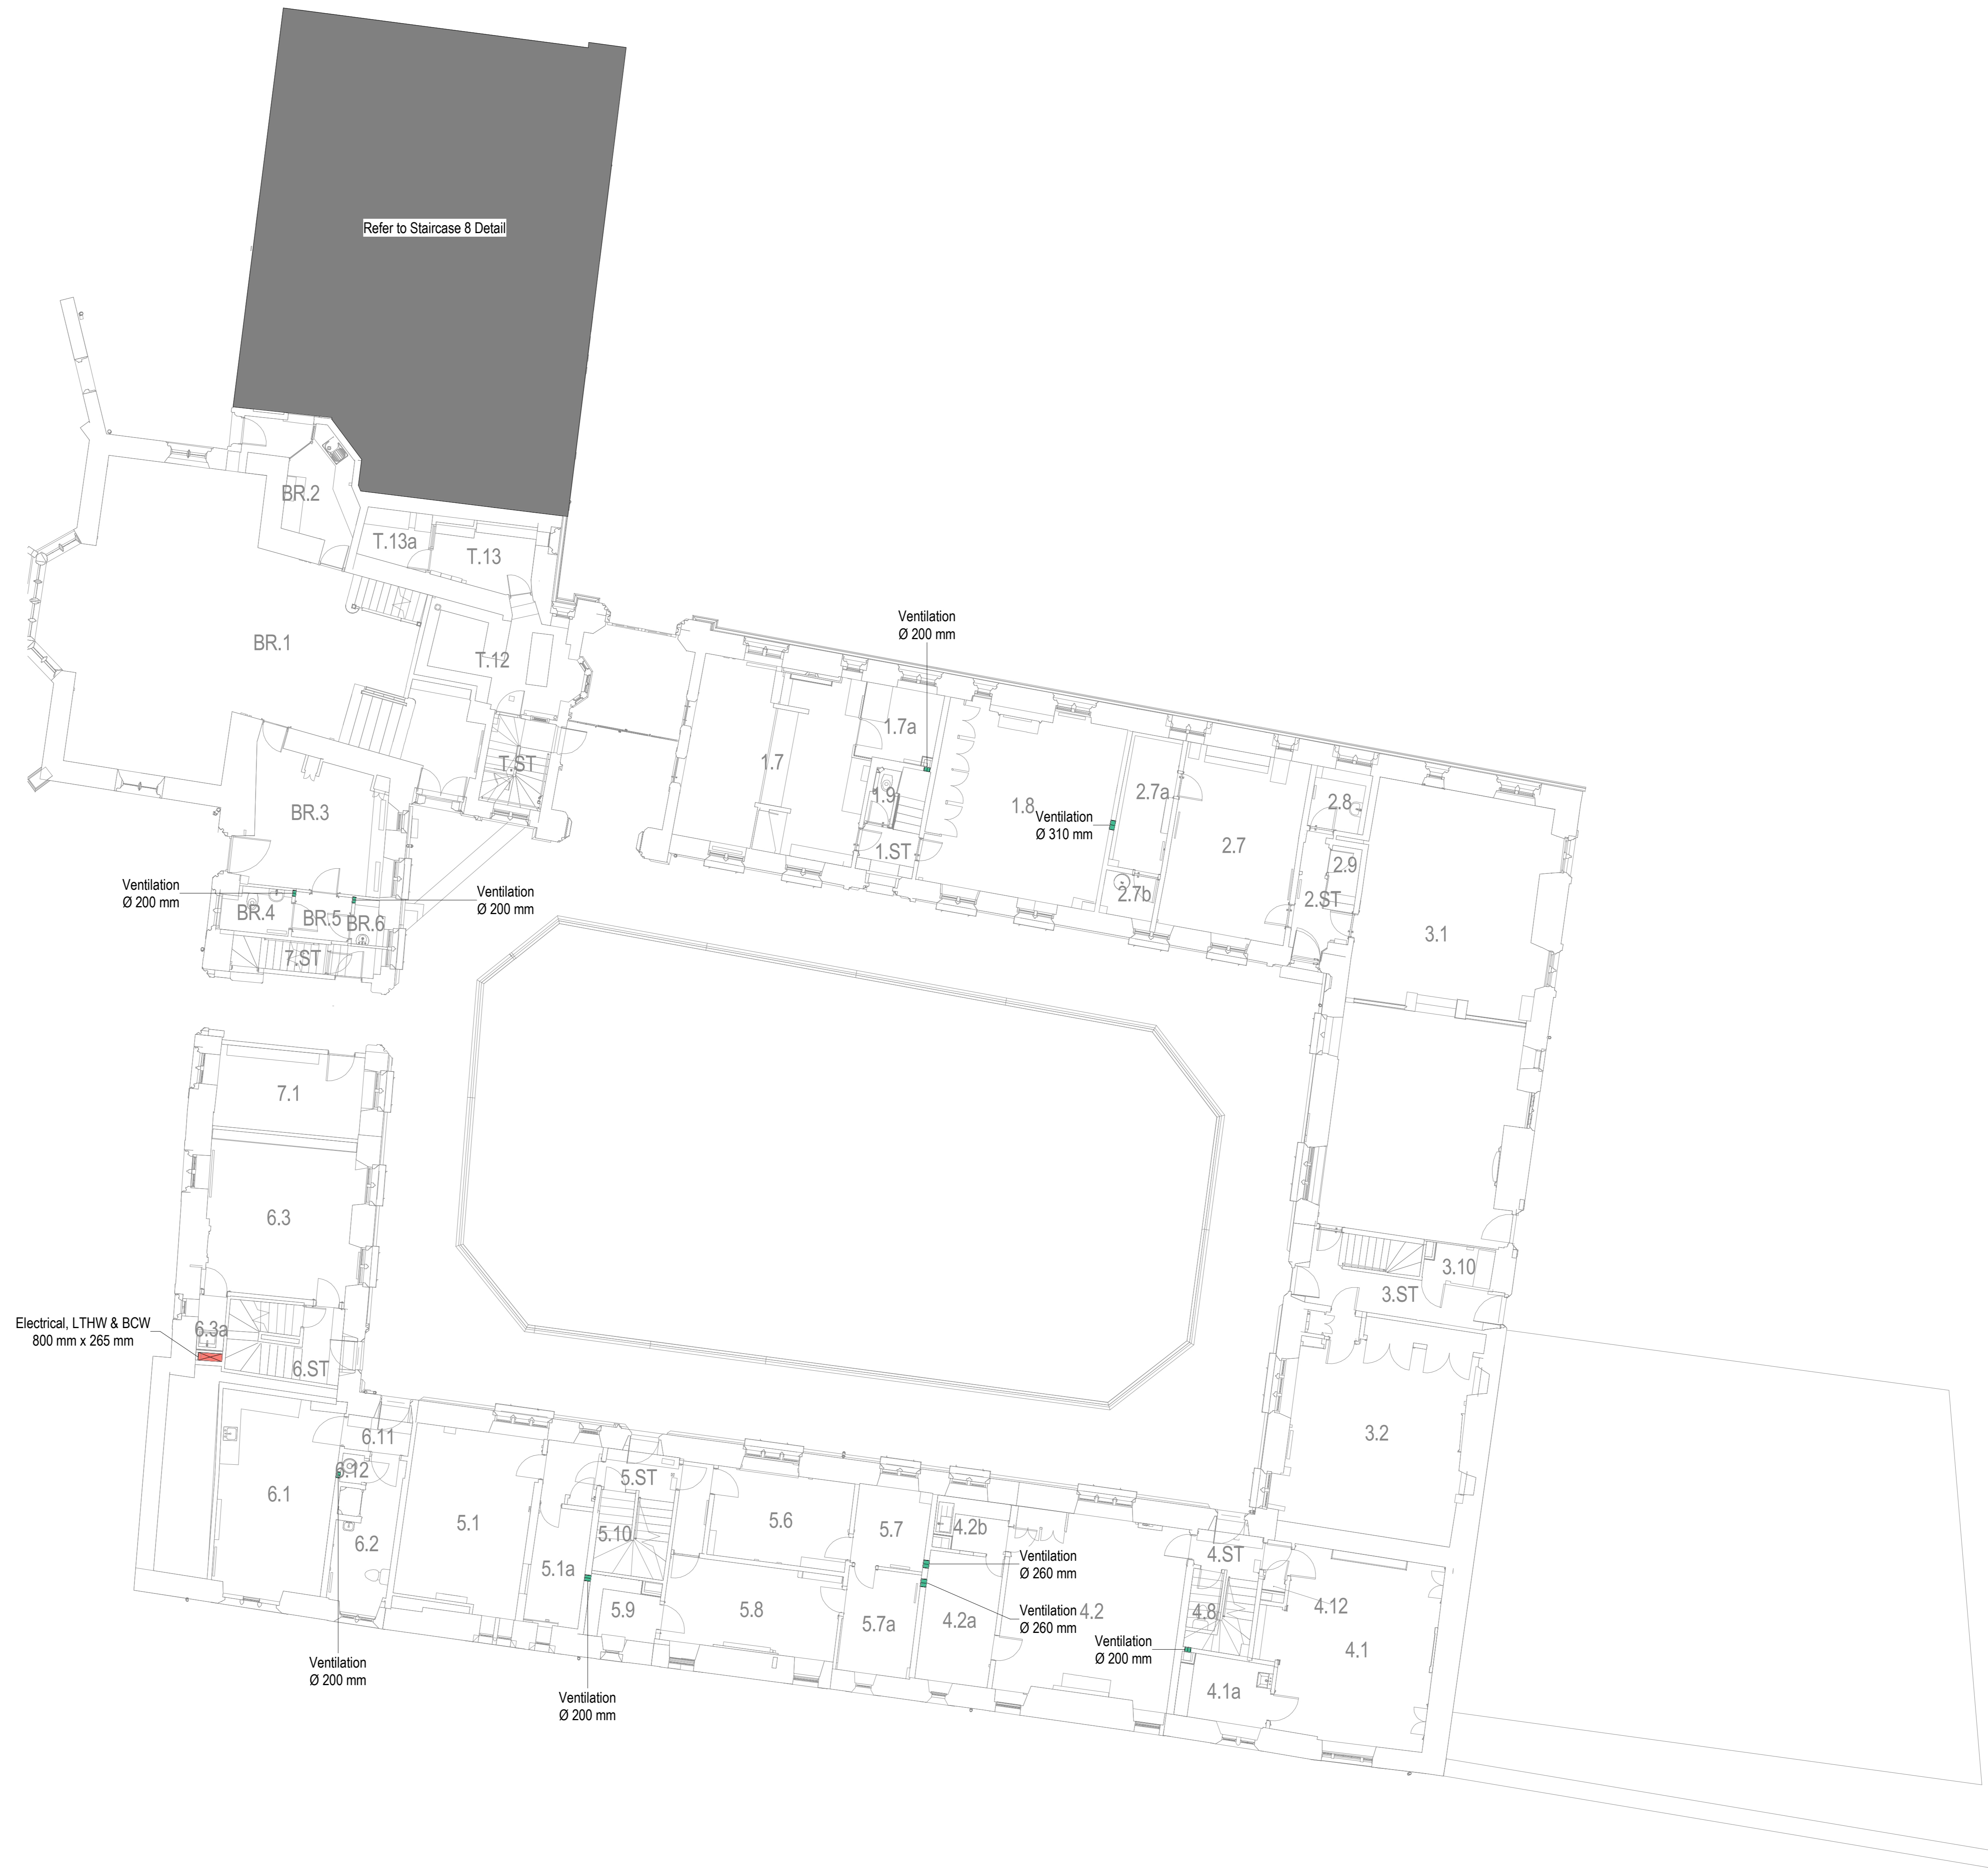 Refer to Staircase 8 Detail
BR.2
T.13a
T.13
BR.1
T.12
Ventilation
Ø 200 mm
1.7a
1.7
T.ST
1.9
1.8
2.7a
Ventilation
Ø 310 mm
2.8
2.7
BR.3
1.ST
2.9
2.7b
2.ST
Ventilation
Ø 200 mm
Ventilation
Ø 200 mm
BR.4
BR.5
BR.6
7.ST
3.1
7.1
6.3
3.10
3.ST
Electrical, LTHW & BCW
800 mm x 265 mm
6.3a
6.ST
6.11
6.12
6.1
6.2
5.1
5.ST
5.10
5.1a
5.9
5.6
5.7
5.8
5.7a
4.2b
4.2a
Ventilation
Ø 260 mm
Ventilation
Ø 260 mm
4.2
3.2
4.ST
4.8
4.12
4.1
Ventilation
Ø 200 mm
4.1a
Ventilation
Ø 200 mm
Ventilation
Ø 200 mm